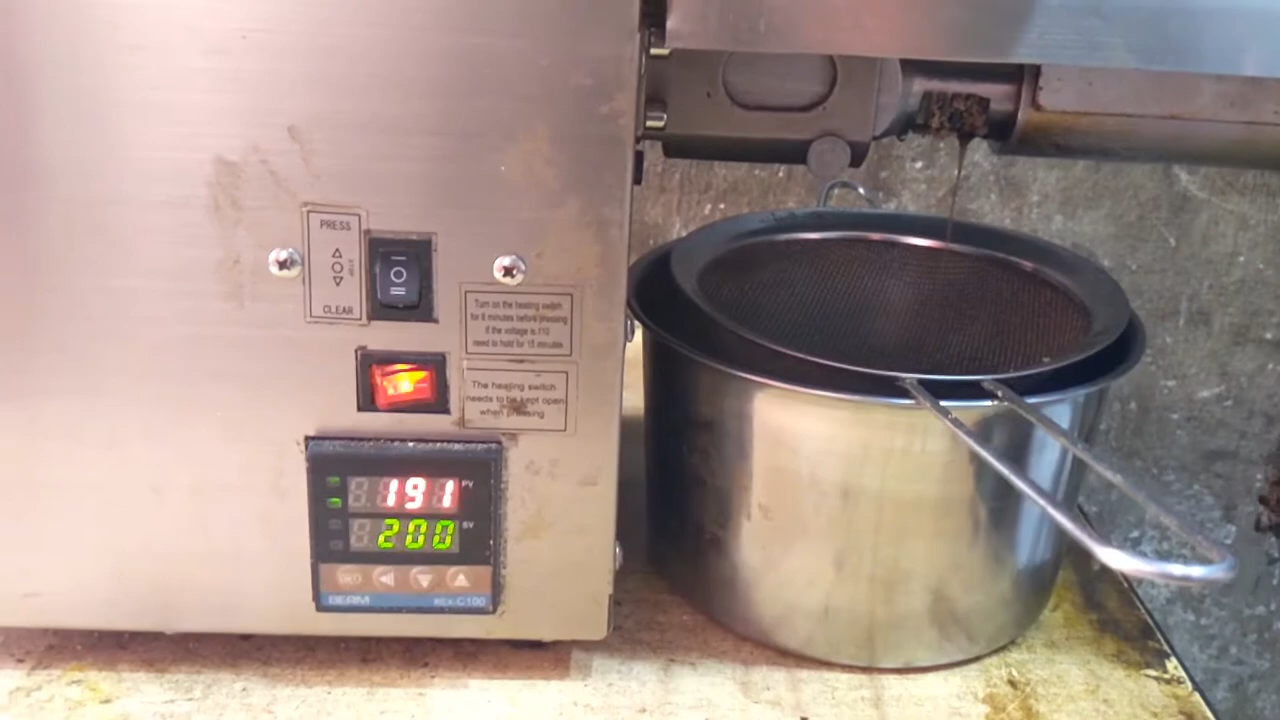 PRESS
STOP
CLEAR
Turn on the heating switch
for 6 minutes before pressing
if the voltage is 110
need to hold for 15 minutes
The heating switch
needs to be kept open
when pressing
191 PV
200 SV
BERM REX-C100